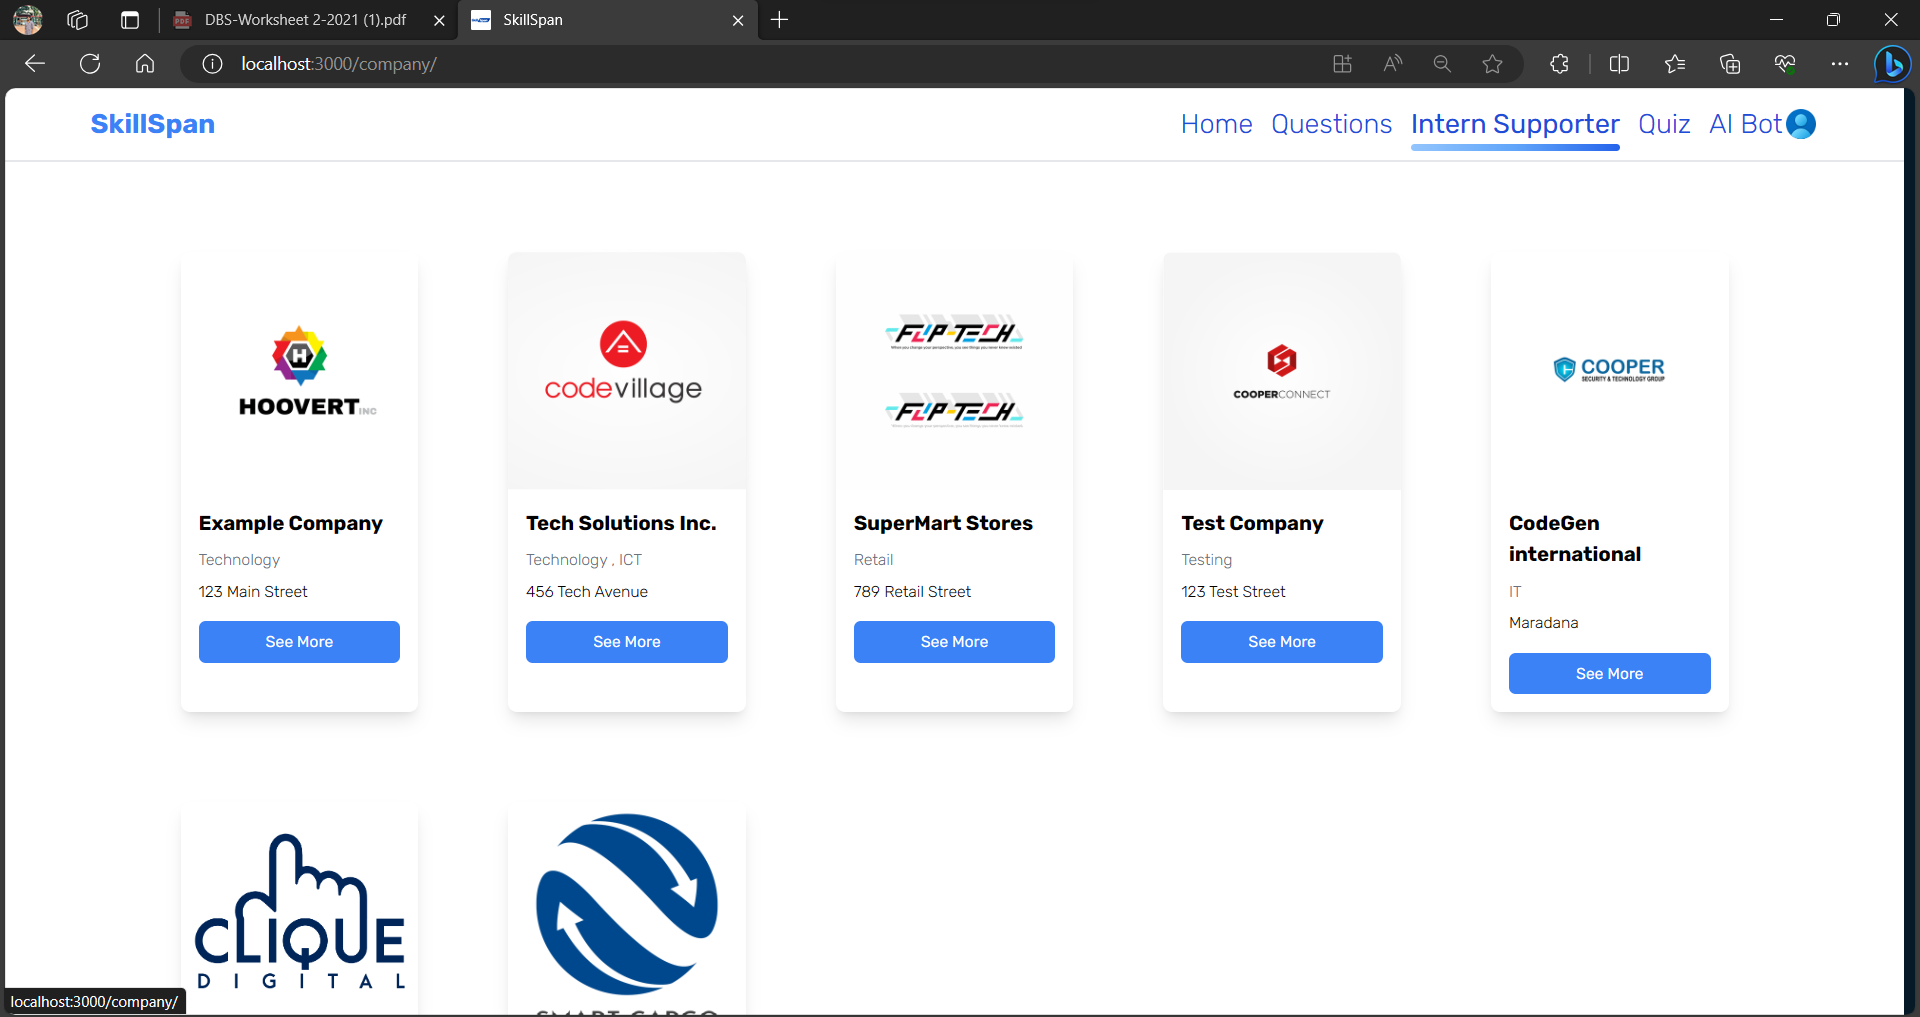 DBS-Worksheet 2-2021 (1).pdf
SkillSpan
localhost:3000/company/
SkillSpan
Home Questions Intern Supporter Quiz AI Bot
H
HOOVERT INC
codevillage
FLIP-TECH
FLIP-TECH
COOPERCONNECT
COOPER
SECURITY & TECHNOLOGY GROUP
Example Company
Technology
123 Main Street
See More
Tech Solutions Inc.
Technology , ICT
456 Tech Avenue
See More
SuperMart Stores
Retail
789 Retail Street
See More
Test Company
Testing
123 Test Street
See More
CodeGen
international
IT
Maradana
See More
CLIQUE
DIGITAL
SMART CARGO
localhost:3000/company/